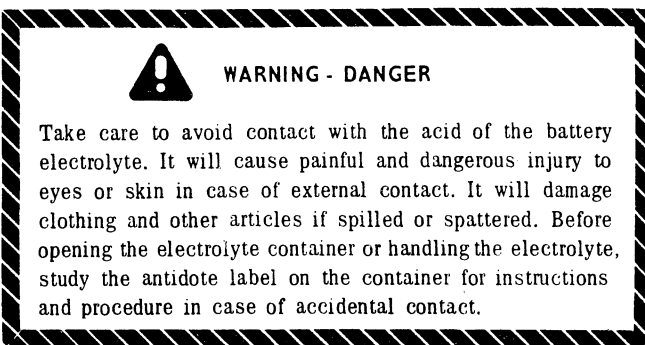 WARNING - DANGER
Take care to avoid contact with the acid of the battery
electrolyte. It will cause painful and dangerous injury to
eyes or skin in case of external contact. It will damage
clothing and other articles if spilled or spattered. Before
opening the electrolyte container or handling the electrolyte,
study the antidote label on the container for instructions
and procedure in case of accidental contact.